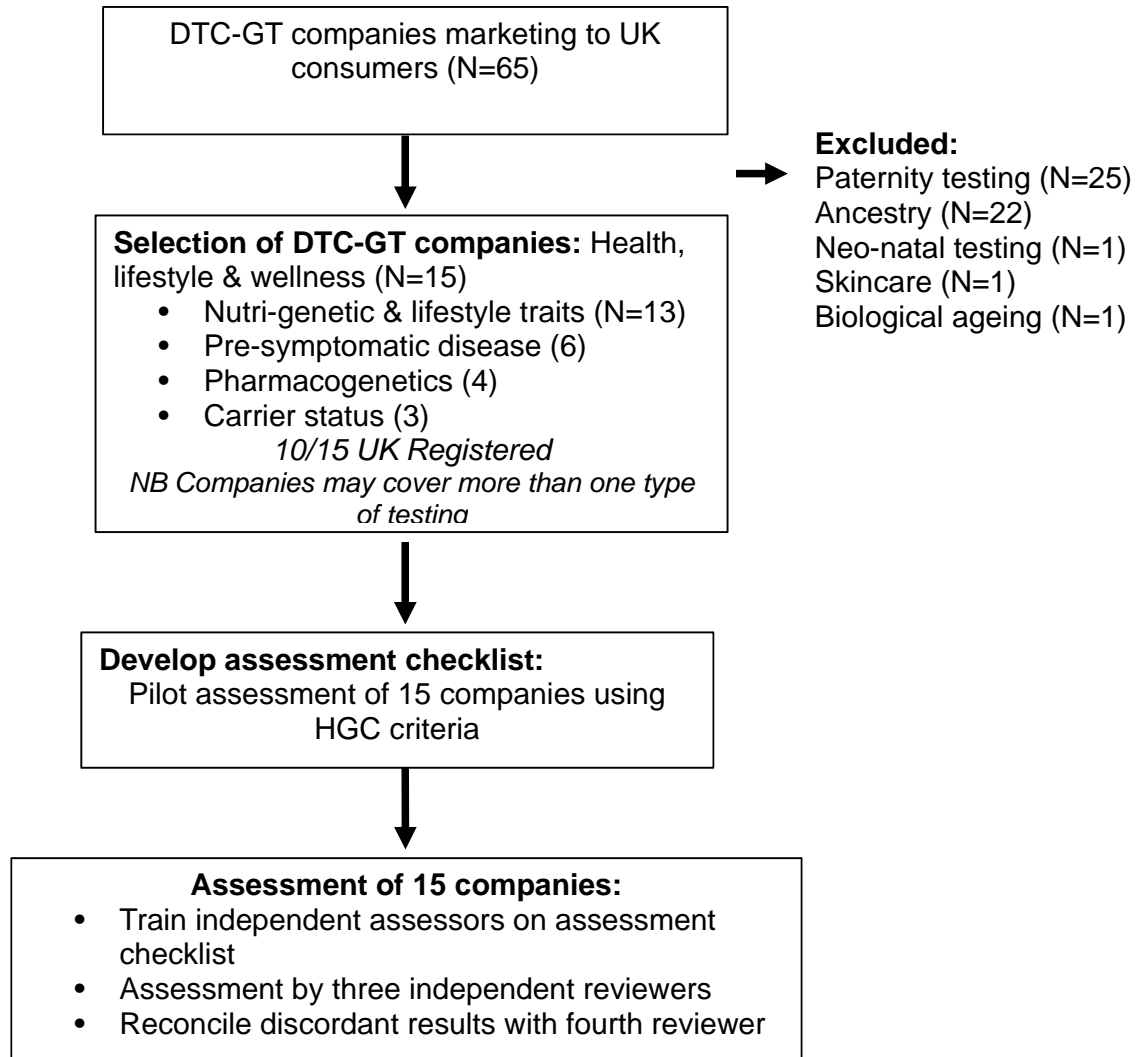 DTC-GT companies marketing to UK
consumers (N=65)
Excluded:
Paternity testing (N=25)
Ancestry (N=22)
Neo-natal testing (N=1)
Skincare (N=1)
Biological ageing (N=1)
Selection of DTC-GT companies: Health,
lifestyle & wellness (N=15)
• Nutri-genetic & lifestyle traits (N=13)
• Pre-symptomatic disease (6)
• Pharmacogenetics (4)
• Carrier status (3)
10/15 UK Registered
NB Companies may cover more than one type
of testing
Develop assessment checklist:
Pilot assessment of 15 companies using
HGC criteria
Assessment of 15 companies:
• Train independent assessors on assessment
checklist
• Assessment by three independent reviewers
• Reconcile discordant results with fourth reviewer